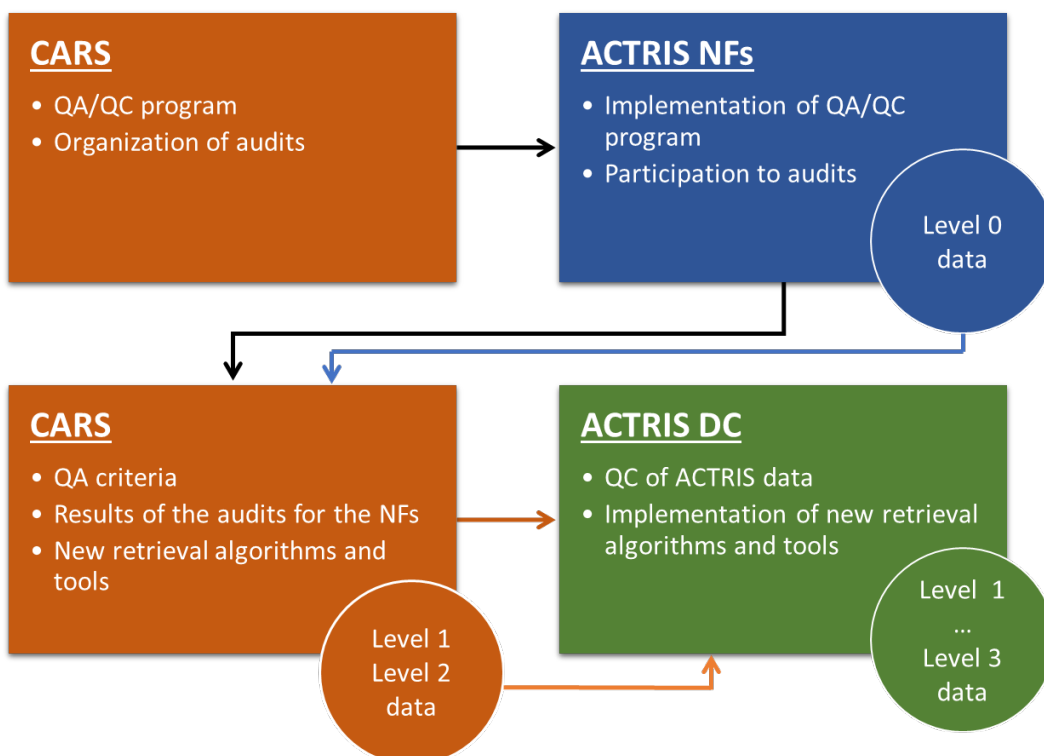 CARS
• QA/QC program
• Organization of audits
ACTRIS NFs
• Implementation of QA/QC
program
• Participation to audits
Level 0
data
CARS
• QA criteria
• Results of the audits for the NFs
• New retrieval algorithms and
tools
Level 1
Level 2
data
ACTRIS DC
• QC of ACTRIS data
• Implementation of new retrieval
algorithms and tools
Level 1
...
Level 3
data